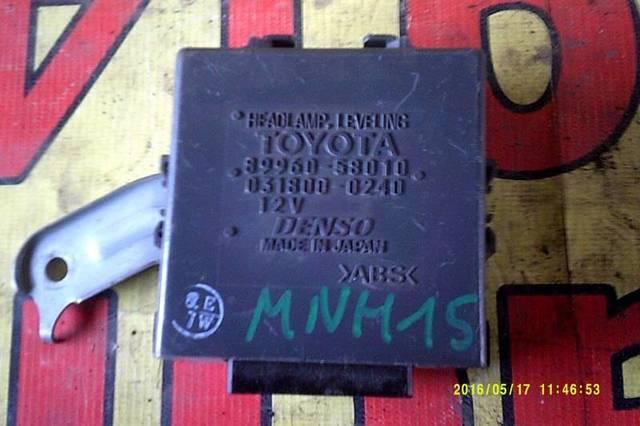 HEADLAMP, LEVELING
TOYOTA
89960-58010
031800-0240
12V
DENSO
MADE IN JAPAN
>ABS<
MNH15
2016/05/17 11:46:53